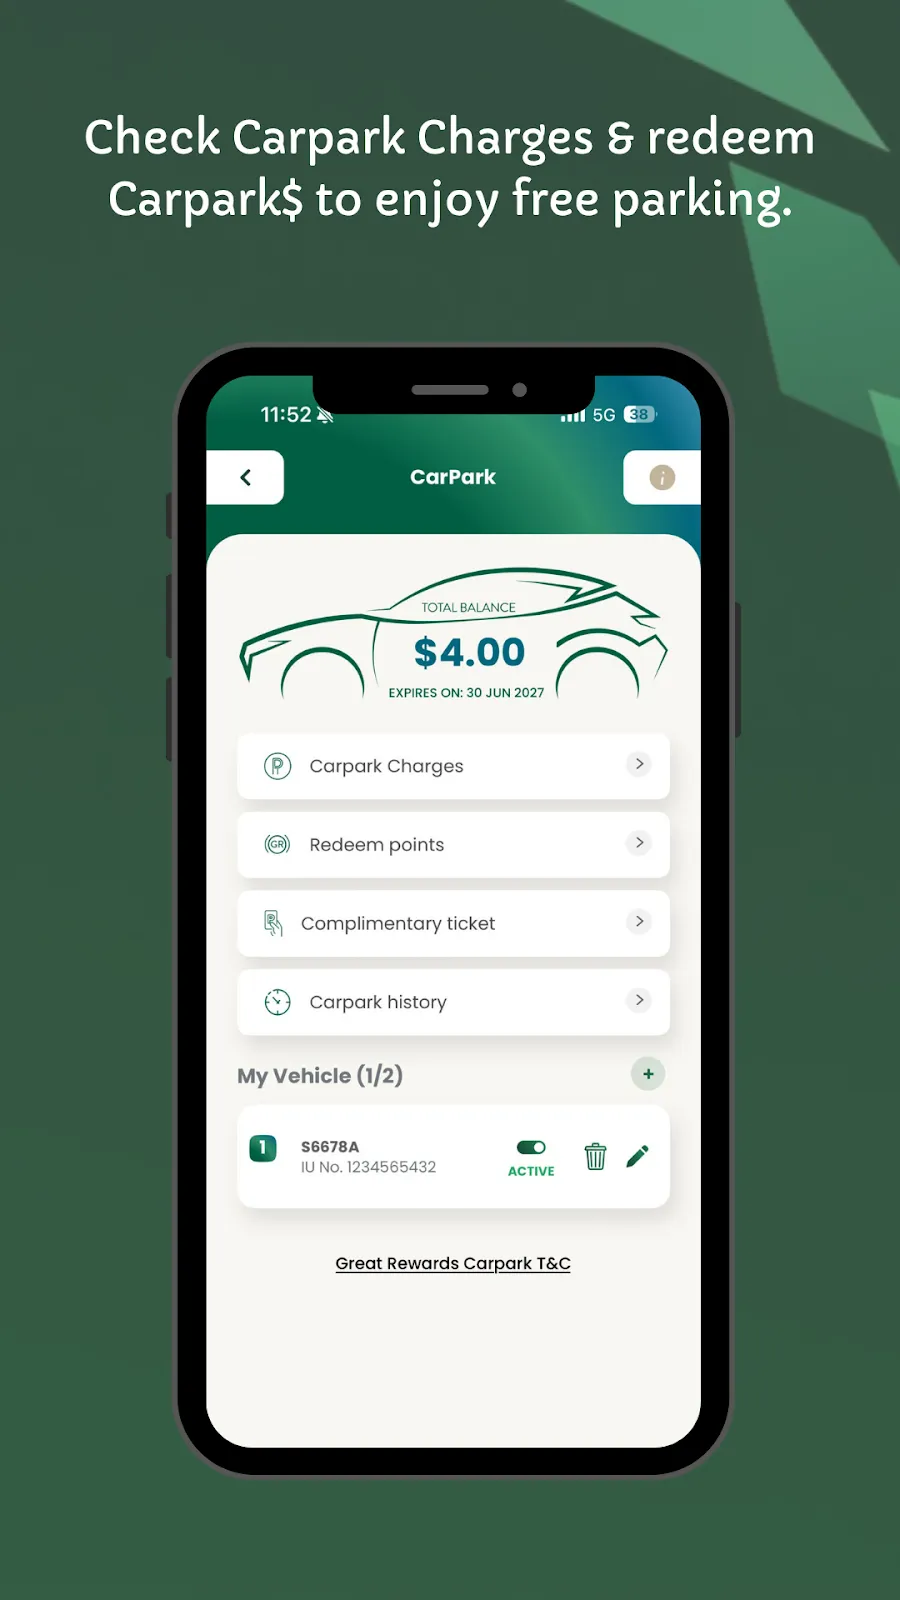 Check Carpark Charges & redeem
Carpark$ to enjoy free parking.
11:52
5G 38
CarPark
i
TOTAL BALANCE
$4.00
EXPIRES ON: 30 JUN 2027
P Carpark Charges
GR Redeem points
Complimentary ticket
Carpark history
My Vehicle (1/2)
+
1
S6678A
IU No. 1234565432
ACTIVE
Great Rewards Carpark T&C